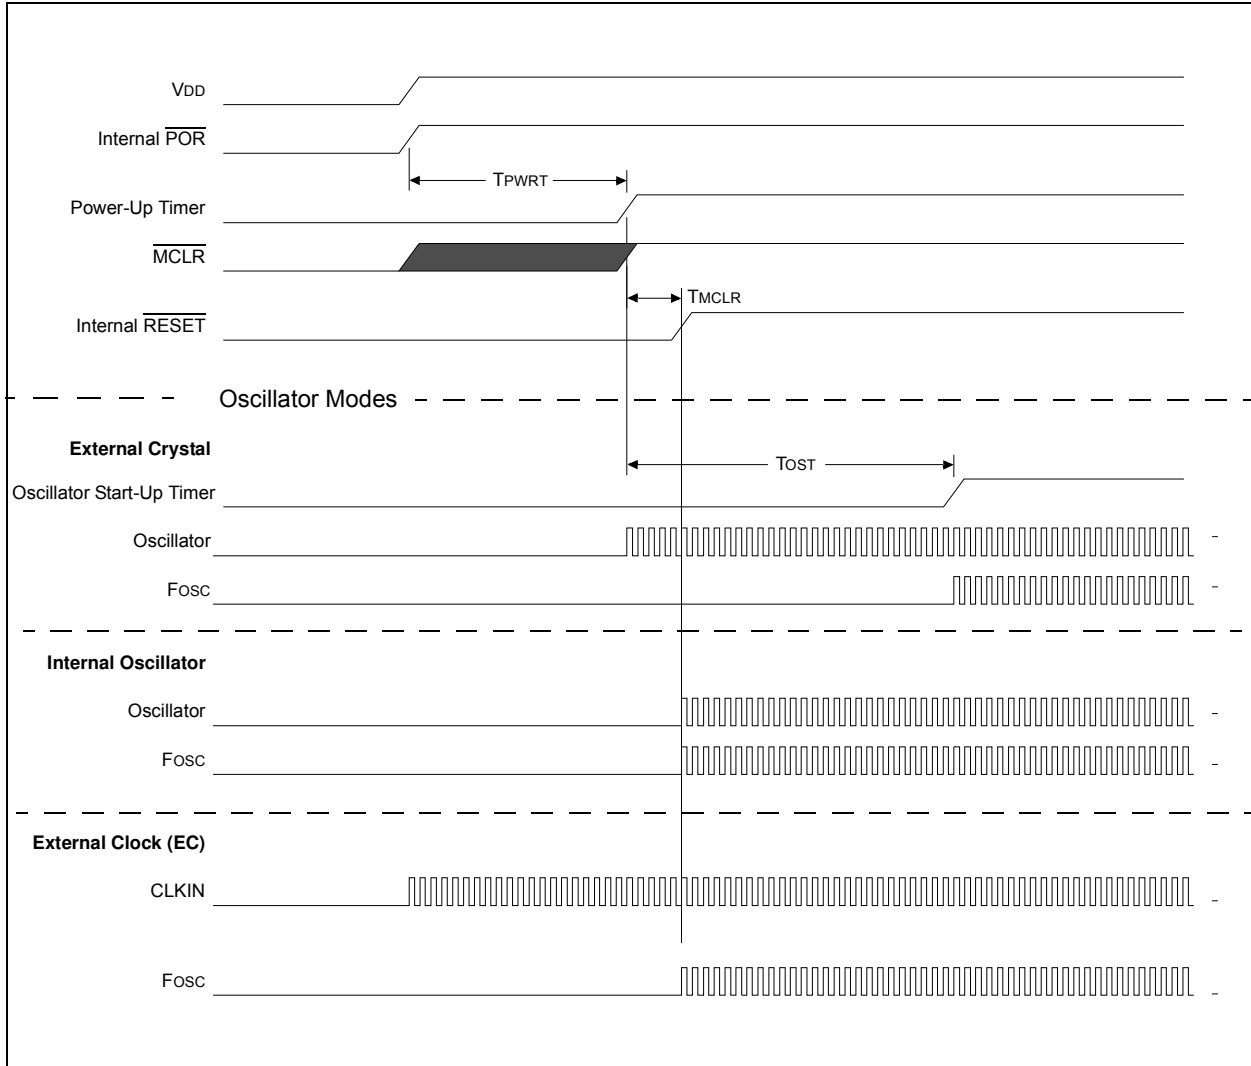 VDD
Internal POR
TPWRT
Power-Up Timer
MCLR
TMCLR
Internal RESET
Oscillator Modes
External Crystal
TOST
Oscillator Start-Up Timer
Oscillator
FOSC
Internal Oscillator
Oscillator
FOSC
External Clock (EC)
CLKIN
FOSC